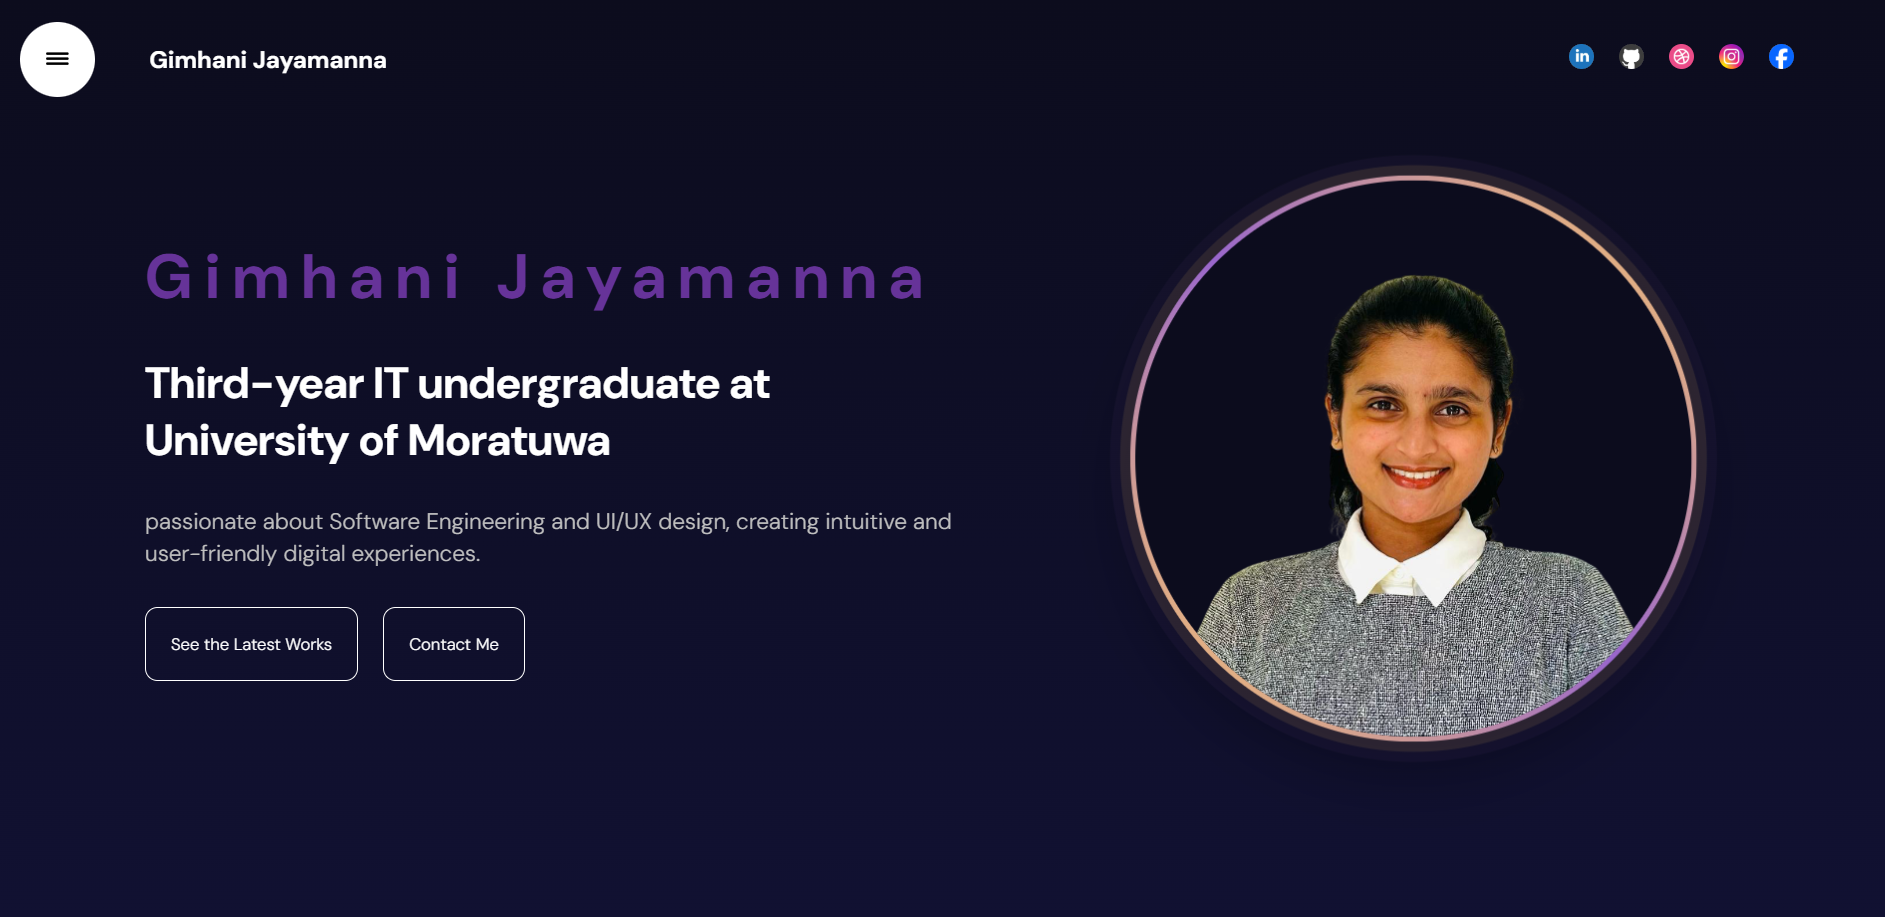 Gimhani Jayamanna
Gimhani Jayamanna
Third-year IT undergraduate at
University of Moratuwa
passionate about Software Engineering and UI/UX design, creating intuitive and
user-friendly digital experiences.
See the Latest Works
Contact Me